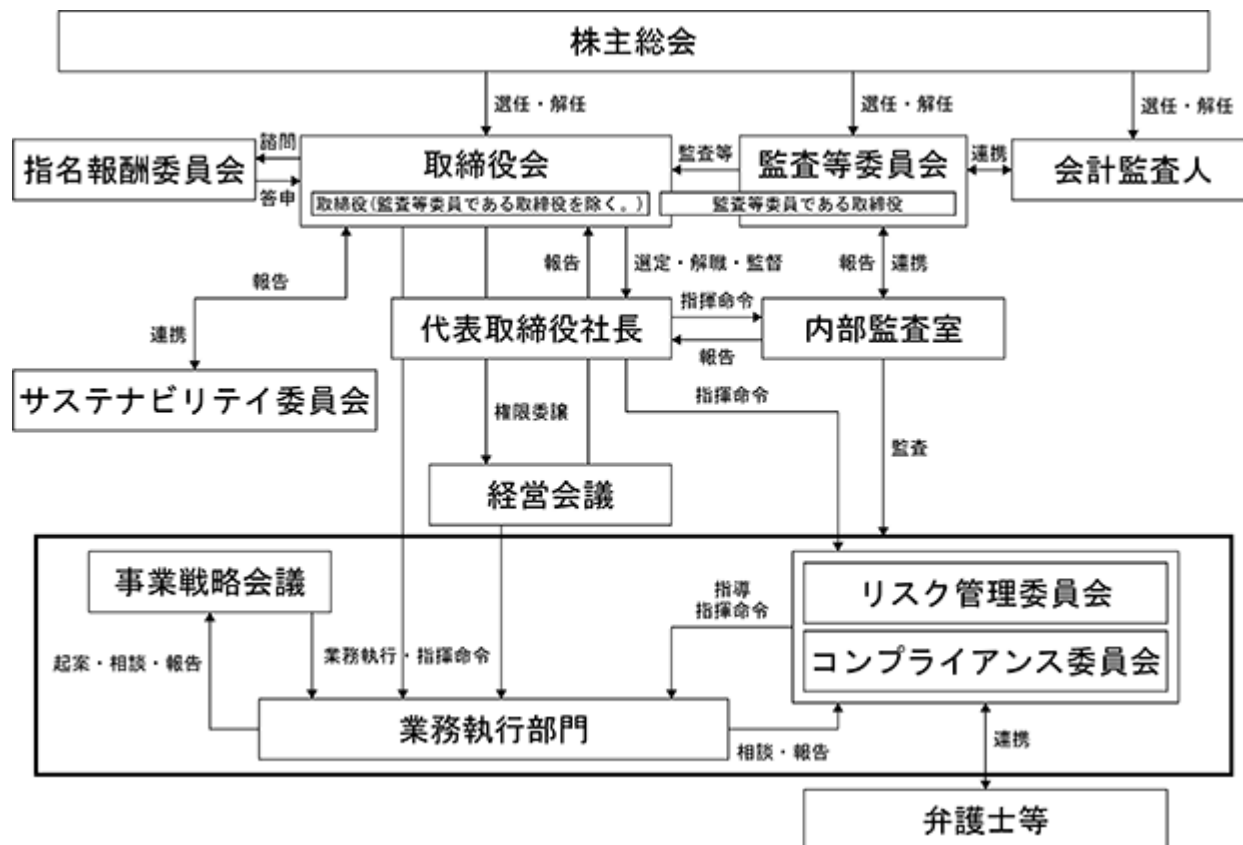 株主総会
選任・解任
選任・解任
選任・解任
指名報酬委員会
諮問
答申
取締役会
取締役(監査等委員である取締役を除く。)
監査等
監査等委員会
監査等委員である取締役
連携
会計監査人
報告
連携
報告
選定・解職・監督
報告
連携
代表取締役社長
指揮命令
報告
内部監査室
サステナビリテイ委員会
権限委譲
指揮命令
監査
経営会議
事業戦略会議
指導
指揮命令
リスク管理委員会
コンプライアンス委員会
起案・相談・報告
業務執行・指揮命令
業務執行部門
相談・報告
連携
弁護士等